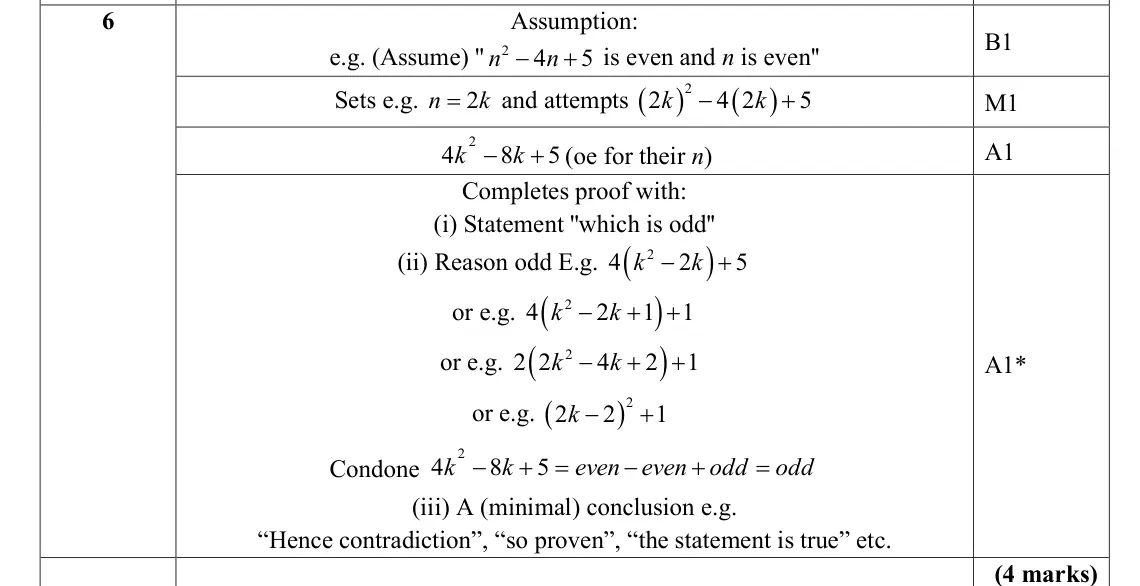 6
Assumption:
e.g. (Assume) " n² − 4n + 5 is even and n is even"
B1
Sets e.g. n = 2k and attempts (2k)² − 4(2k) + 5
M1
4k² − 8k + 5 (oe for their n)
A1
Completes proof with:
(i) Statement "which is odd"
(ii) Reason odd E.g. 4(k² − 2k) + 5
or e.g. 4(k² − 2k + 1) + 1
or e.g. 2(2k² − 4k + 2) + 1
or e.g. (2k − 2)² + 1
Condone 4k² − 8k + 5 = even − even + odd = odd
(iii) A (minimal) conclusion e.g.
“Hence contradiction”, “so proven”, “the statement is true” etc.
A1*
(4 marks)